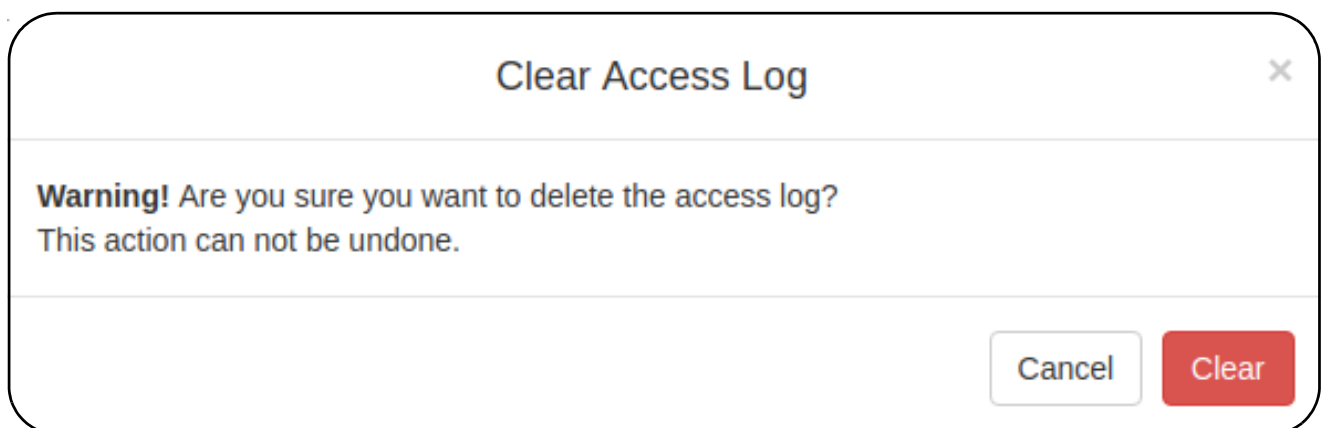 Clear Access Log
×
Warning! Are you sure you want to delete the access log?
This action can not be undone.
Cancel
Clear